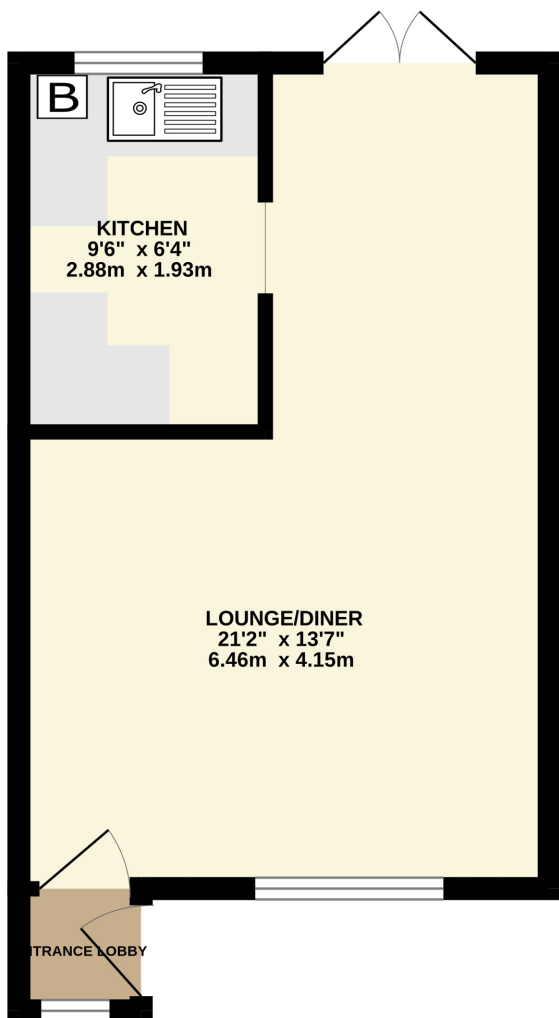 B
KITCHEN
9'6" x 6'4"
2.88m x 1.93m
LOUNGE/DINER
21'2" x 13'7"
6.46m x 4.15m
NTRANCE LOBBY